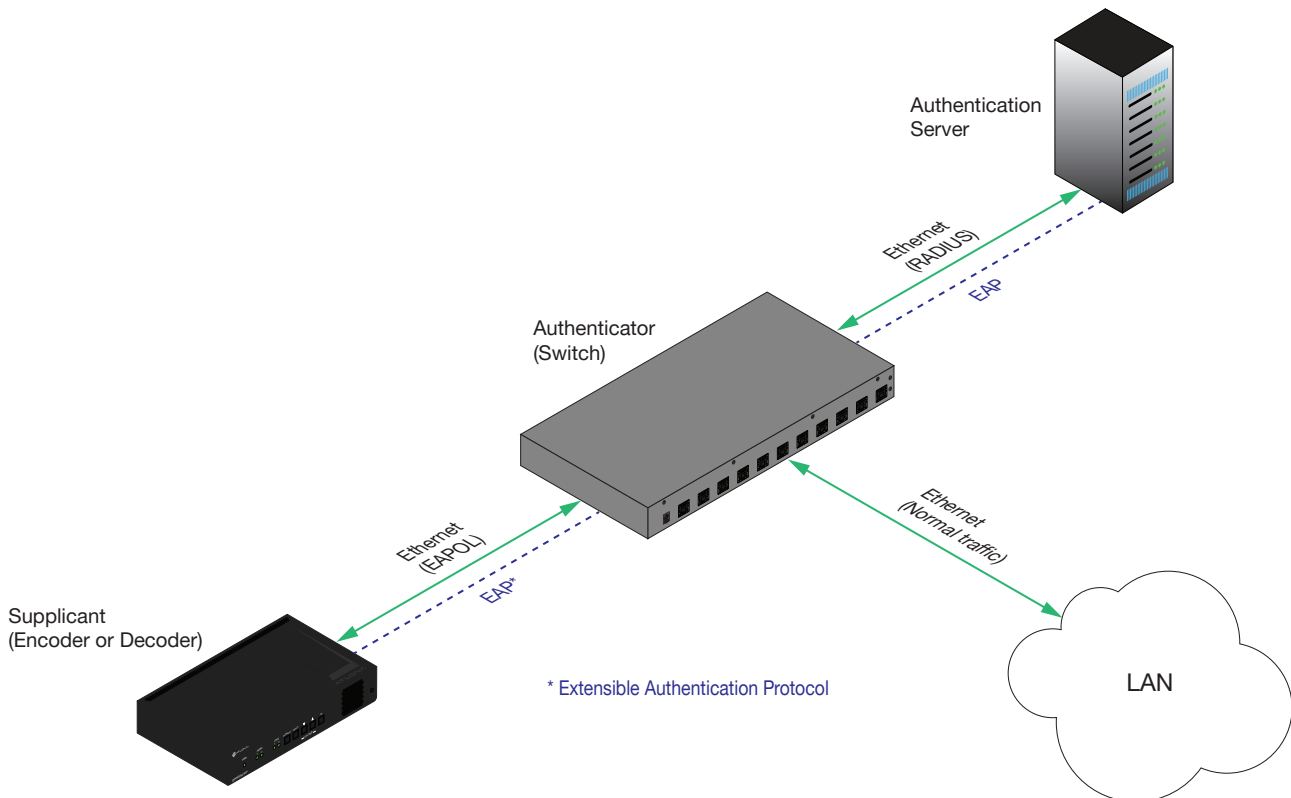 Authentication
Server
Ethernet
(RADIUS)
EAP
Authenticator
(Switch)
Ethernet
(EAPOL)
EAP*
Ethernet
(Normal traffic)
Supplicant
(Encoder or Decoder)
* Extensible Authentication Protocol
LAN